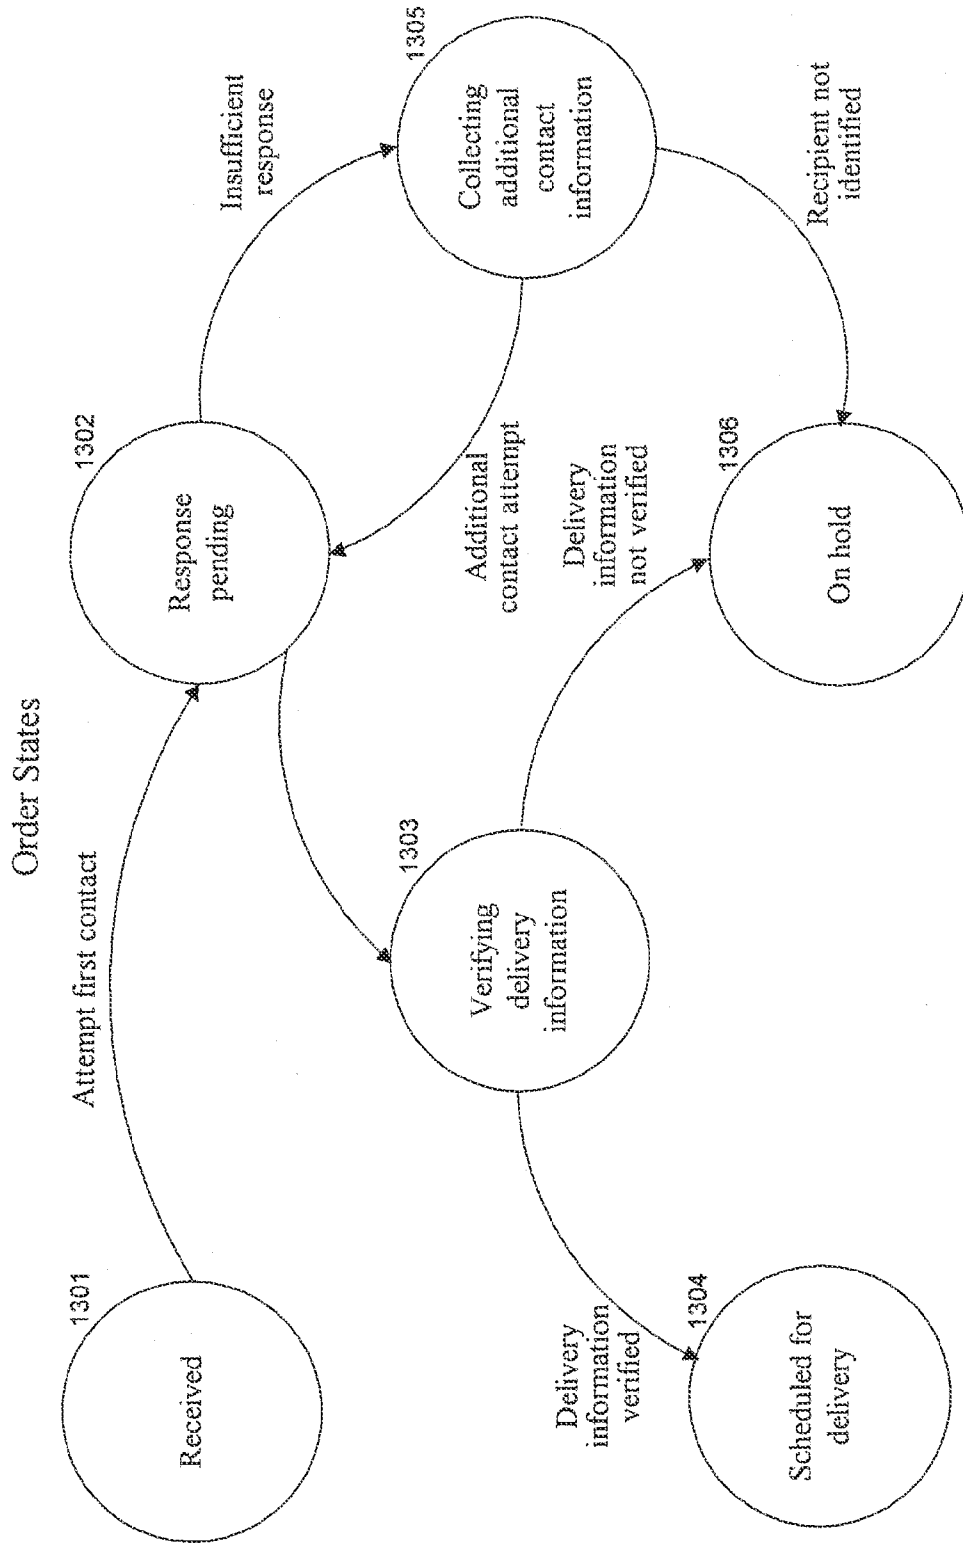 Order States
1301
Received
Attempt first contact
1302
Response
pending
Insufficient
response
1305
Collecting
additional
contact
information
Additional
contact attempt
1303
Verifying
delivery
information
Delivery
information
verified
1304
Scheduled for
delivery
Delivery
information
not verified
1306
On hold
Recipient not
identified